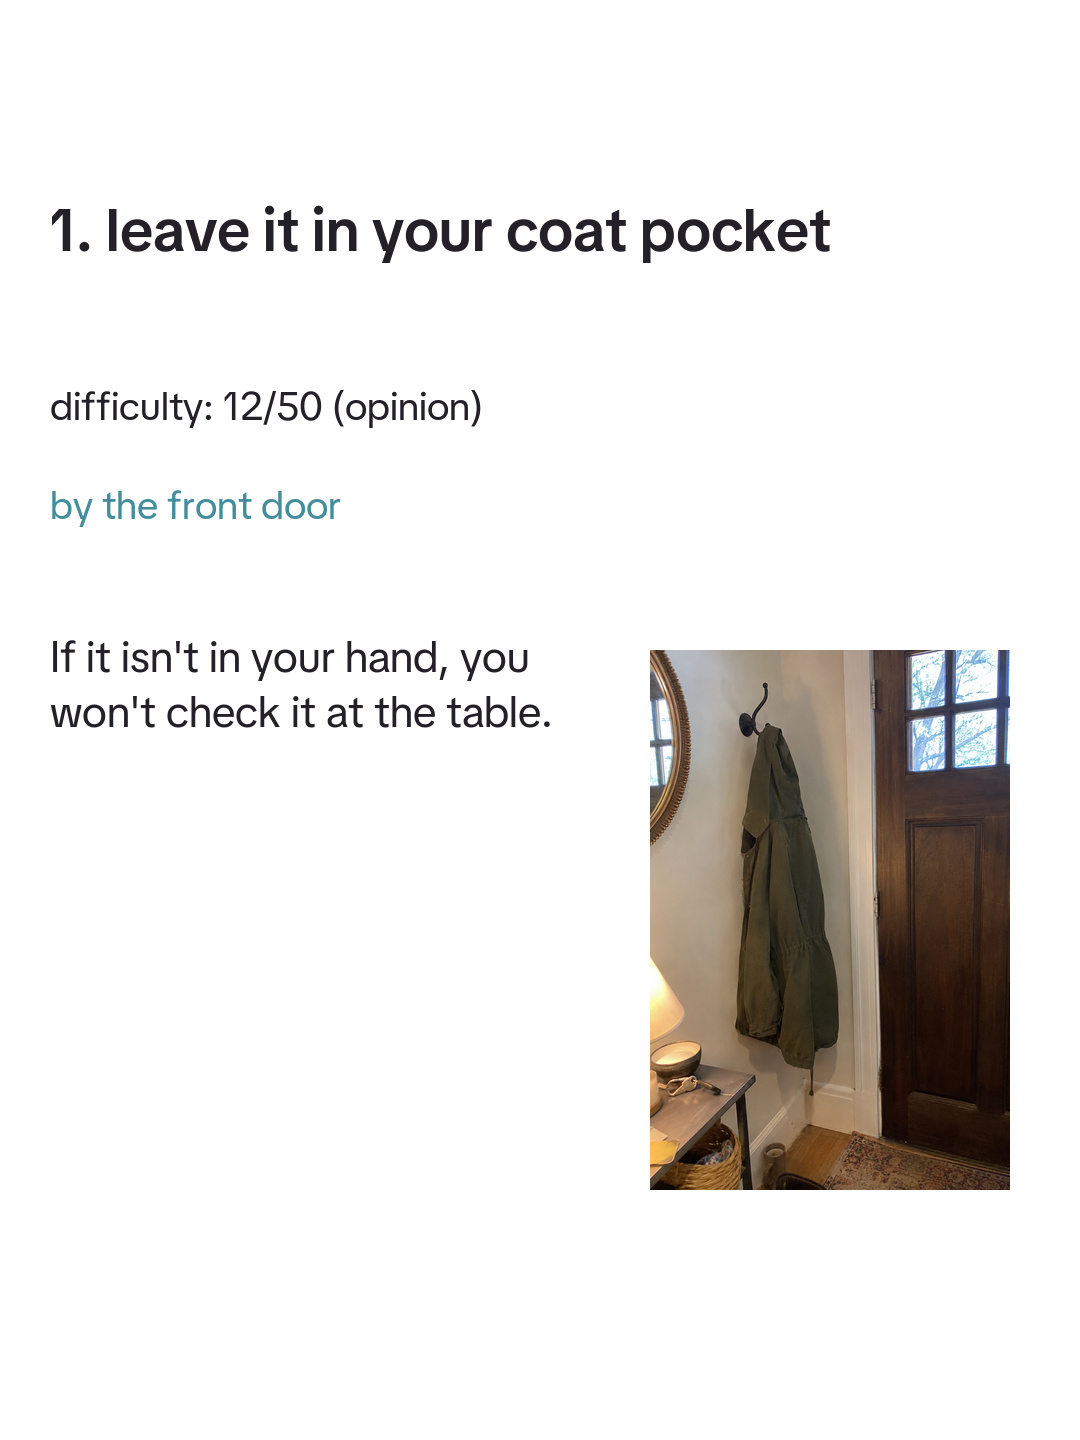 1. leave it in your coat pocket
difficulty: 12/50 (opinion)
by the front door
If it isn't in your hand, you
won't check it at the table.